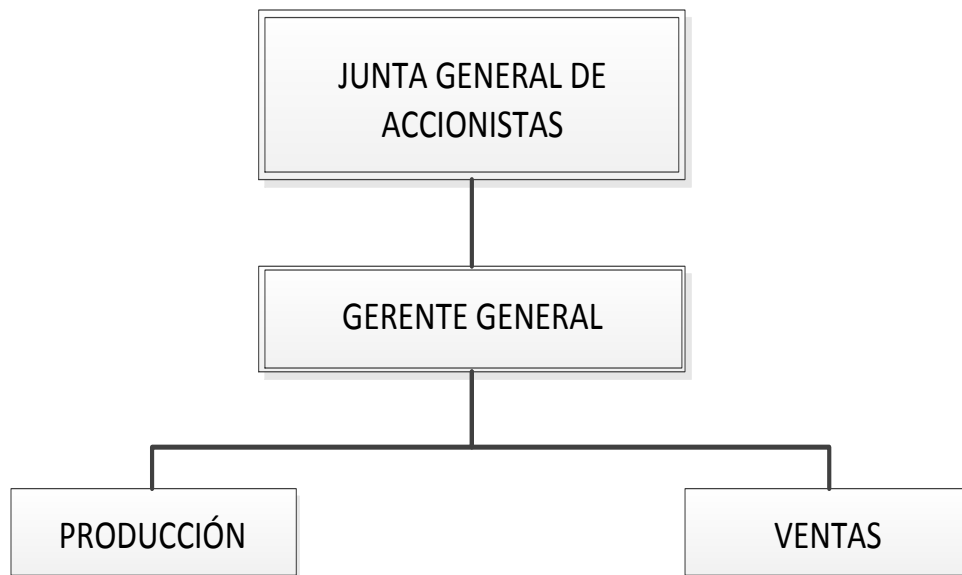 JUNTA GENERAL DE
ACCIONISTAS
GERENTE GENERAL
PRODUCCIÓN
VENTAS